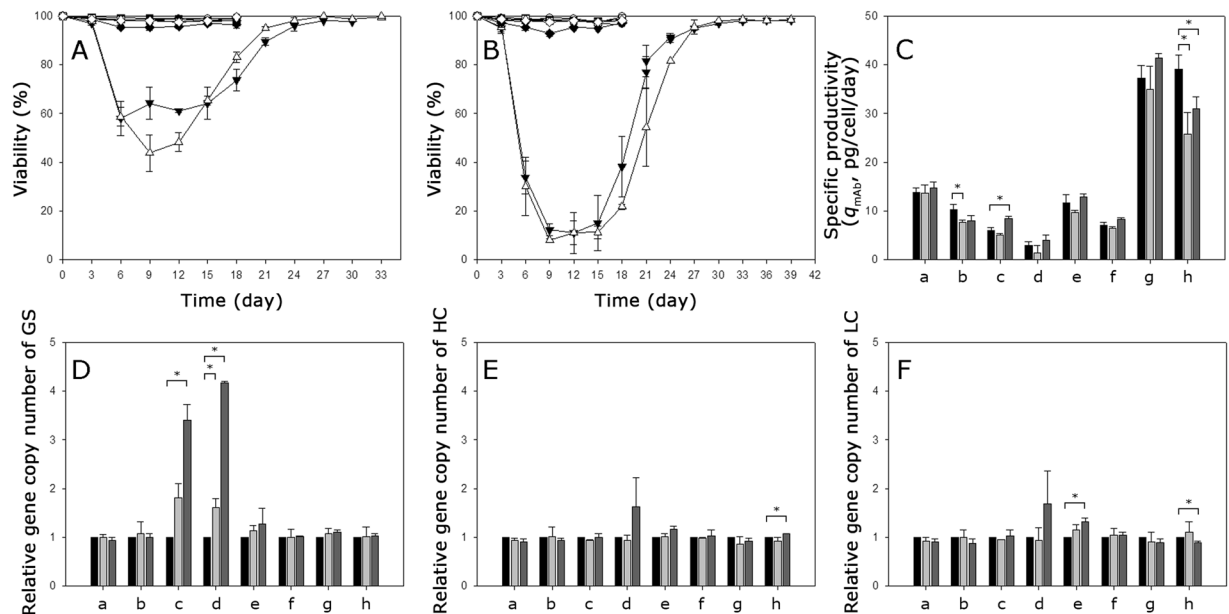 A
Viability (%)
100
80
60
40
20
0
0 3 6 9 12 15 18 21 24 27 30 33
Time (day)
B
Viability (%)
100
80
60
40
20
0
0 3 6 9 12 15 18 21 24 27 30 33 36 39 42
Time (day)
C
Specific productivity
(qmAb, pg/cell/day)
50
40
30
20
10
0
* * * *
a b c d e f g h
D
Relative gene copy number of GS
5
4
3
2
1
0
* * *
a b c d e f g h
E
Relative gene copy number of HC
5
4
3
2
1
0
*
a b c d e f g h
F
Relative gene copy number of LC
5
4
3
2
1
0
* *
a b c d e f g h